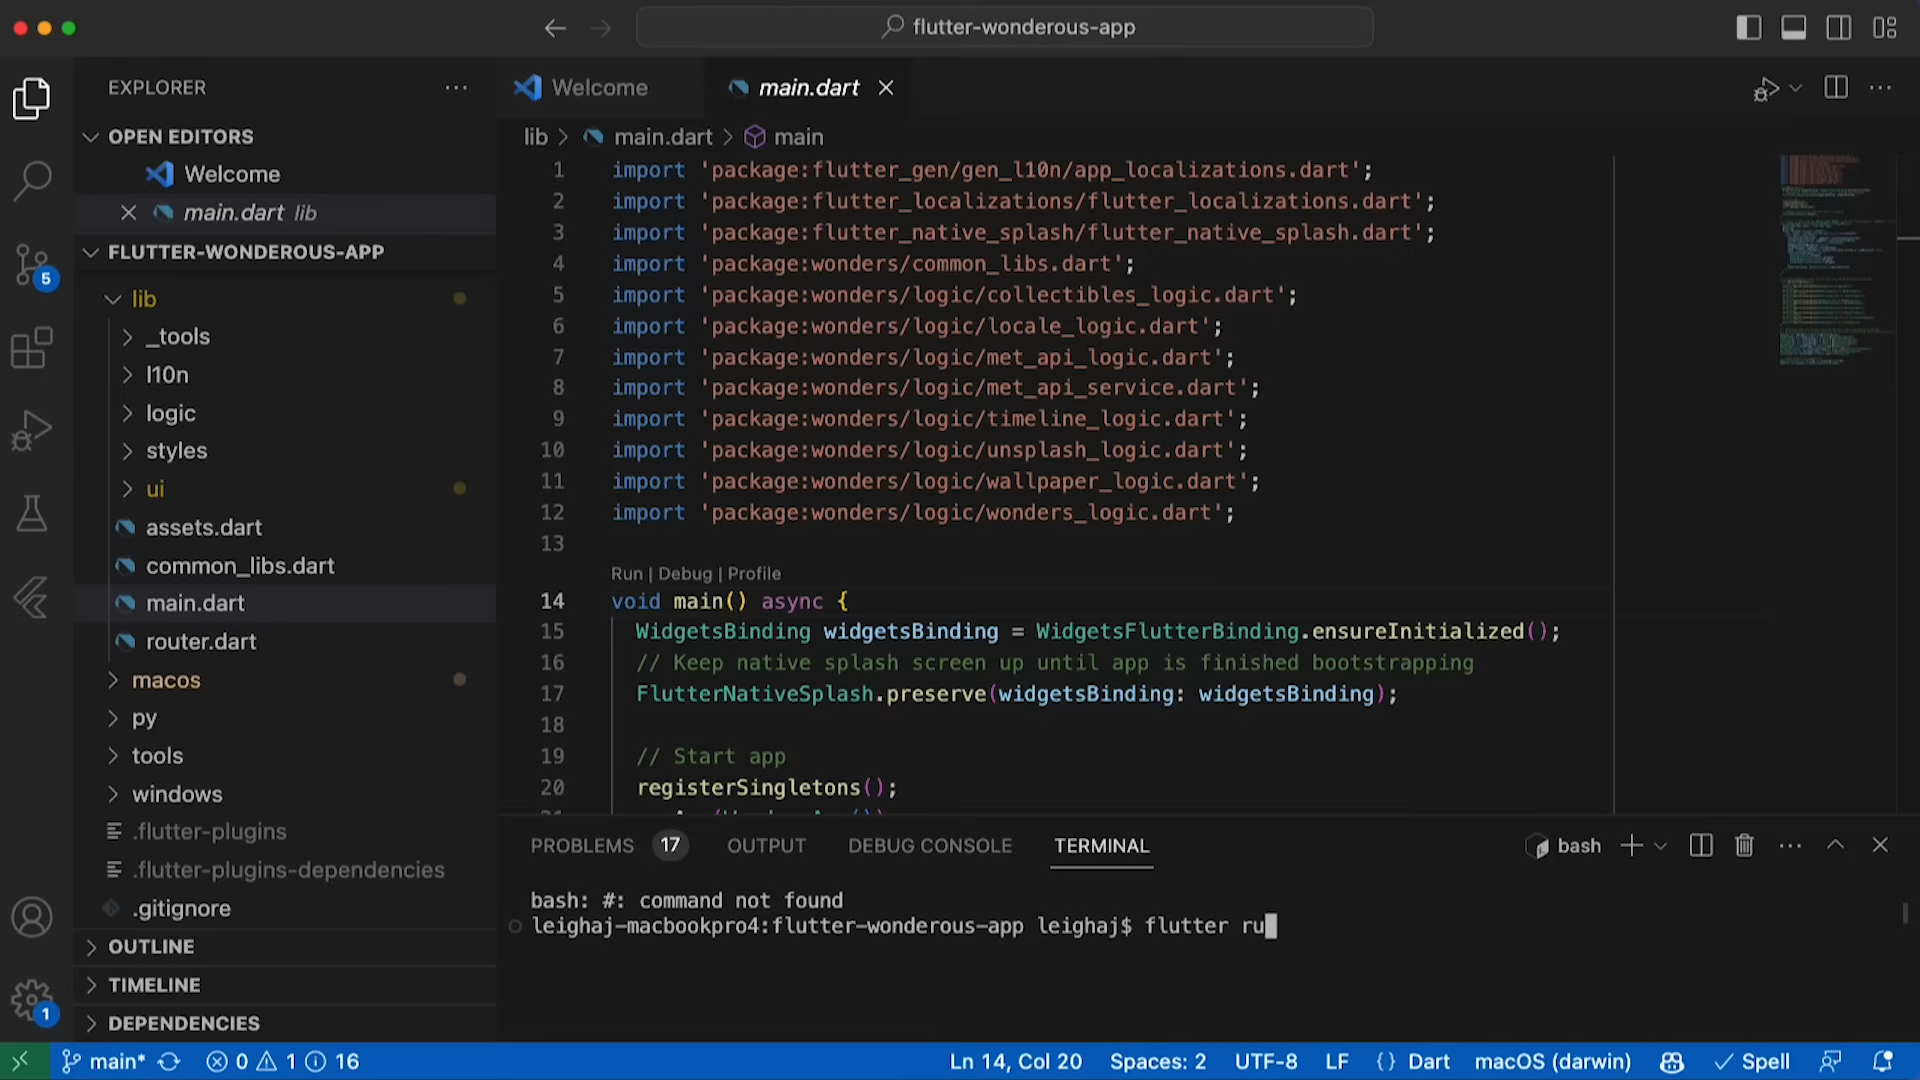 flutter-wonderous-app
EXPLORER
OPEN EDITORS
Welcome
main.dart lib
FLUTTER-WONDEROUS-APP
lib
_tools
l10n
logic
styles
ui
assets.dart
common_libs.dart
main.dart
router.dart
macos
py
tools
windows
.flutter-plugins
.flutter-plugins-dependencies
.gitignore
OUTLINE
TIMELINE
DEPENDENCIES
5
1
Welcome
main.dart
lib > main.dart > main
1 import 'package:flutter_gen/gen_l10n/app_localizations.dart';
2 import 'package:flutter_localizations/flutter_localizations.dart';
3 import 'package:flutter_native_splash/flutter_native_splash.dart';
4 import 'package:wonders/common_libs.dart';
5 import 'package:wonders/logic/collectibles_logic.dart';
6 import 'package:wonders/logic/locale_logic.dart';
7 import 'package:wonders/logic/met_api_logic.dart';
8 import 'package:wonders/logic/met_api_service.dart';
9 import 'package:wonders/logic/timeline_logic.dart';
10 import 'package:wonders/logic/unsplash_logic.dart';
11 import 'package:wonders/logic/wallpaper_logic.dart';
12 import 'package:wonders/logic/wonders_logic.dart';
13
Run | Debug | Profile
14 void main() async {
15 WidgetsBinding widgetsBinding = WidgetsFlutterBinding.ensureInitialized();
16 // Keep native splash screen up until app is finished bootstrapping
17 FlutterNativeSplash.preserve(widgetsBinding: widgetsBinding);
18
19 // Start app
20 registerSingletons();
PROBLEMS 17 OUTPUT DEBUG CONSOLE TERMINAL bash
bash: #: command not found
leighaj-macbookpro4:flutter-wonderous-app leighaj$ flutter ru
main* 0 1 16 Ln 14, Col 20 Spaces: 2 UTF-8 LF {} Dart macOS (darwin) Spell